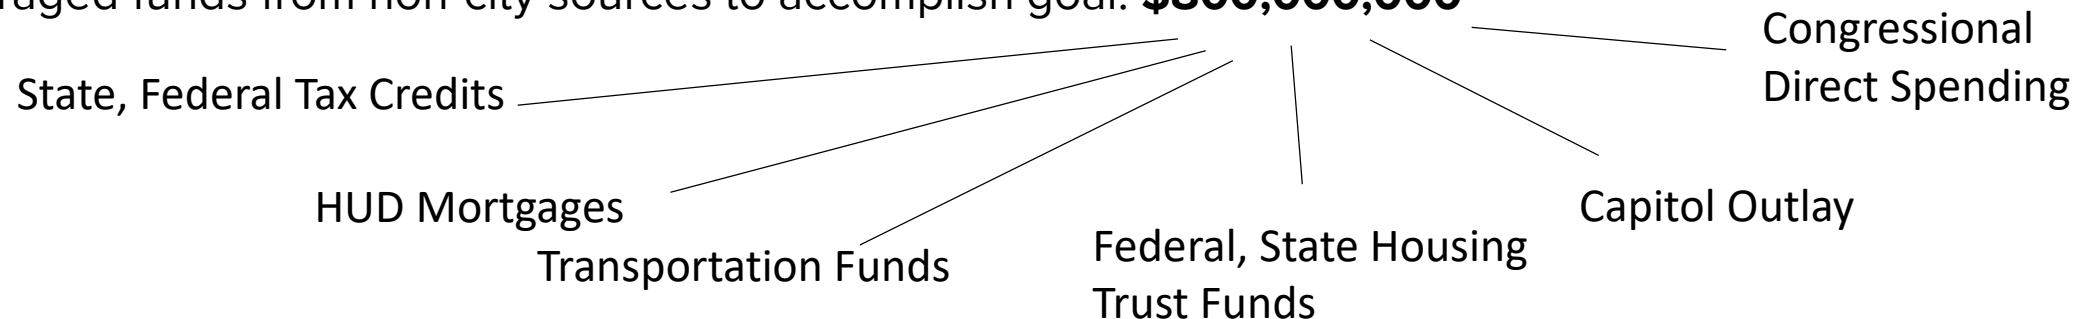 funds from non-city sources to accomplish goal:
Congressional
Direct Spending
State, Federal Tax Credits
HUD Mortgages
Capitol Outlay
Federal, State Housing
Trust Funds
Transportation Funds